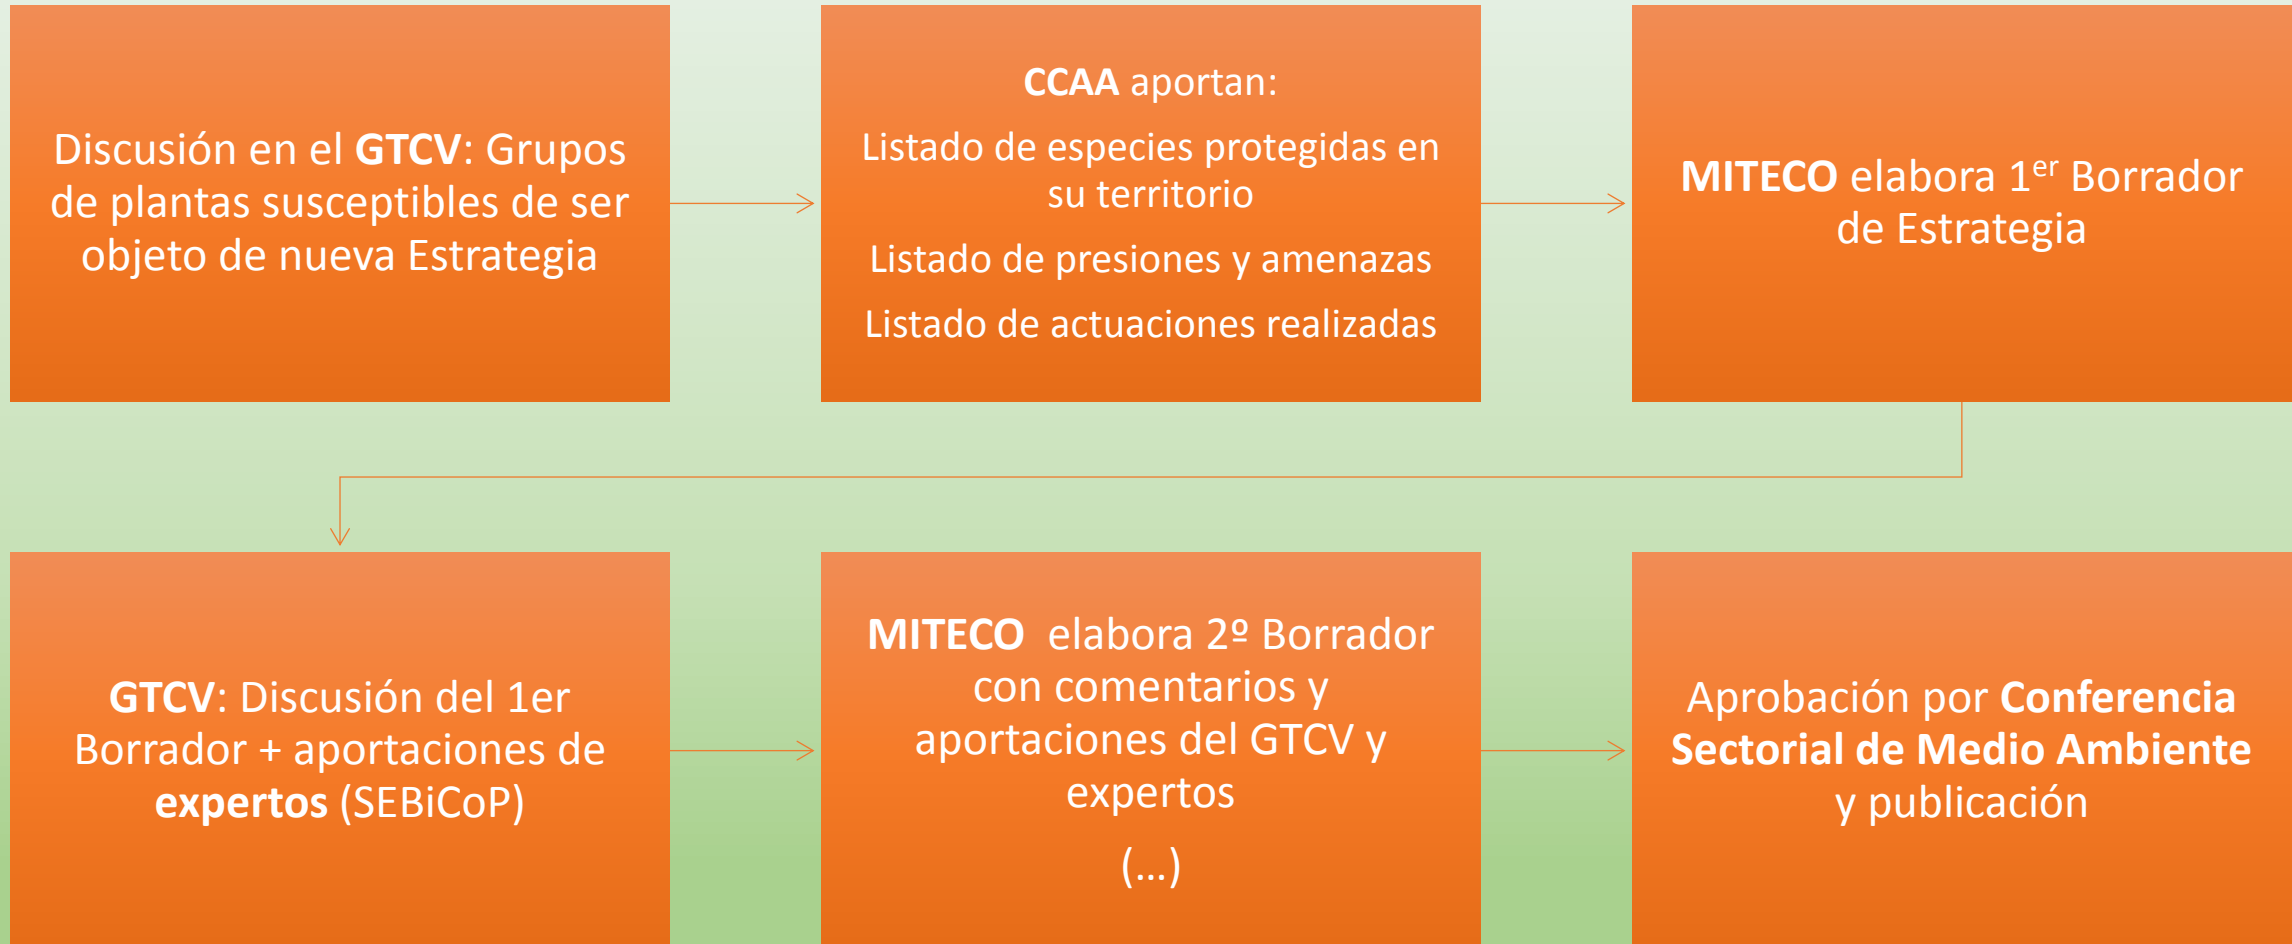 Discusión en el GTCV: Grupos
de plantas susceptibles de ser
objeto de nueva Estrategia
CCAA aportan:
Listado de especies protegidas en
su territorio
Listado de presiones y amenazas
Listado de actuaciones realizadas
MITECO elabora 1er Borrador
de Estrategia
GTCV: Discusión del 1er
Borrador + aportaciones de
expertos (SEBiCoP)
MITECO  elabora 2º Borrador
con comentarios y
aportaciones del GTCV y
expertos
(…)
Aprobación por Conferencia
Sectorial de Medio Ambiente
y publicación